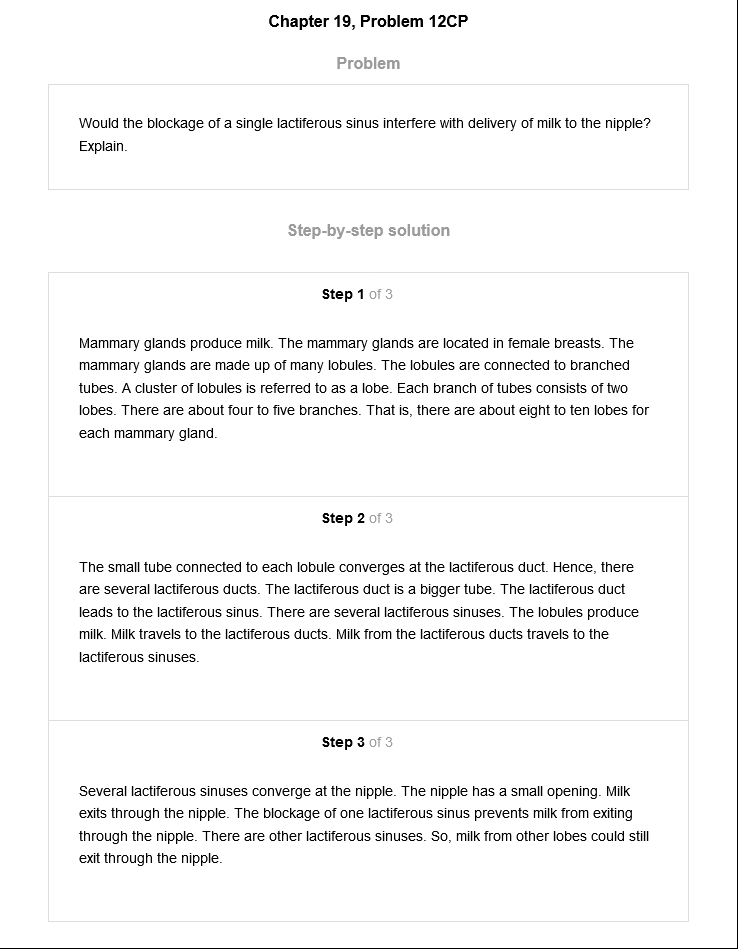 Chapter 19, Problem 12CP
Problem
Would the blockage of a single lactiferous sinus interfere with delivery of milk to the nipple?
Explain.
Step-by-step solution
Step 1 of 3
Mammary glands produce milk. The mammary glands are located in female breasts. The
mammary glands are made up of many lobules. The lobules are connected to branched
tubes. A cluster of lobules is referred to as a lobe. Each branch of tubes consists of two
lobes. There are about four to five branches. That is, there are about eight to ten lobes for
each mammary gland.
Step 2 of 3
The small tube connected to each lobule converges at the lactiferous duct. Hence, there
are several lactiferous ducts. The lactiferous duct is a bigger tube. The lactiferous duct
leads to the lactiferous sinus. There are several lactiferous sinuses. The lobules produce
milk. Milk travels to the lactiferous ducts. Milk from the lactiferous ducts travels to the
lactiferous sinuses.
Step 3 of 3
Several lactiferous sinuses converge at the nipple. The nipple has a small opening. Milk
exits through the nipple. The blockage of one lactiferous sinus prevents milk from exiting
through the nipple. There are other lactiferous sinuses. So, milk from other lobes could still
exit through the nipple.